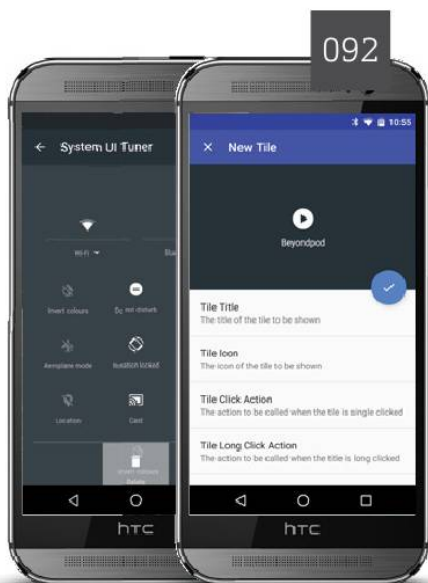 092
System UI Tuner
Wi-Fi
Blu
Invert colours
Do not disturb
Aeroplane mode
Rotation locked
Location
Cast
Delete
htc
10:55
New Tile
Beyondpod
Tile Title
The title of the tile to be shown
Tile Icon
The icon of the tile to be shown
Tile Click Action
The action to be called when the tile is single clicked
Tile Long Click Action
The action to be called when the title is long clicked
htc